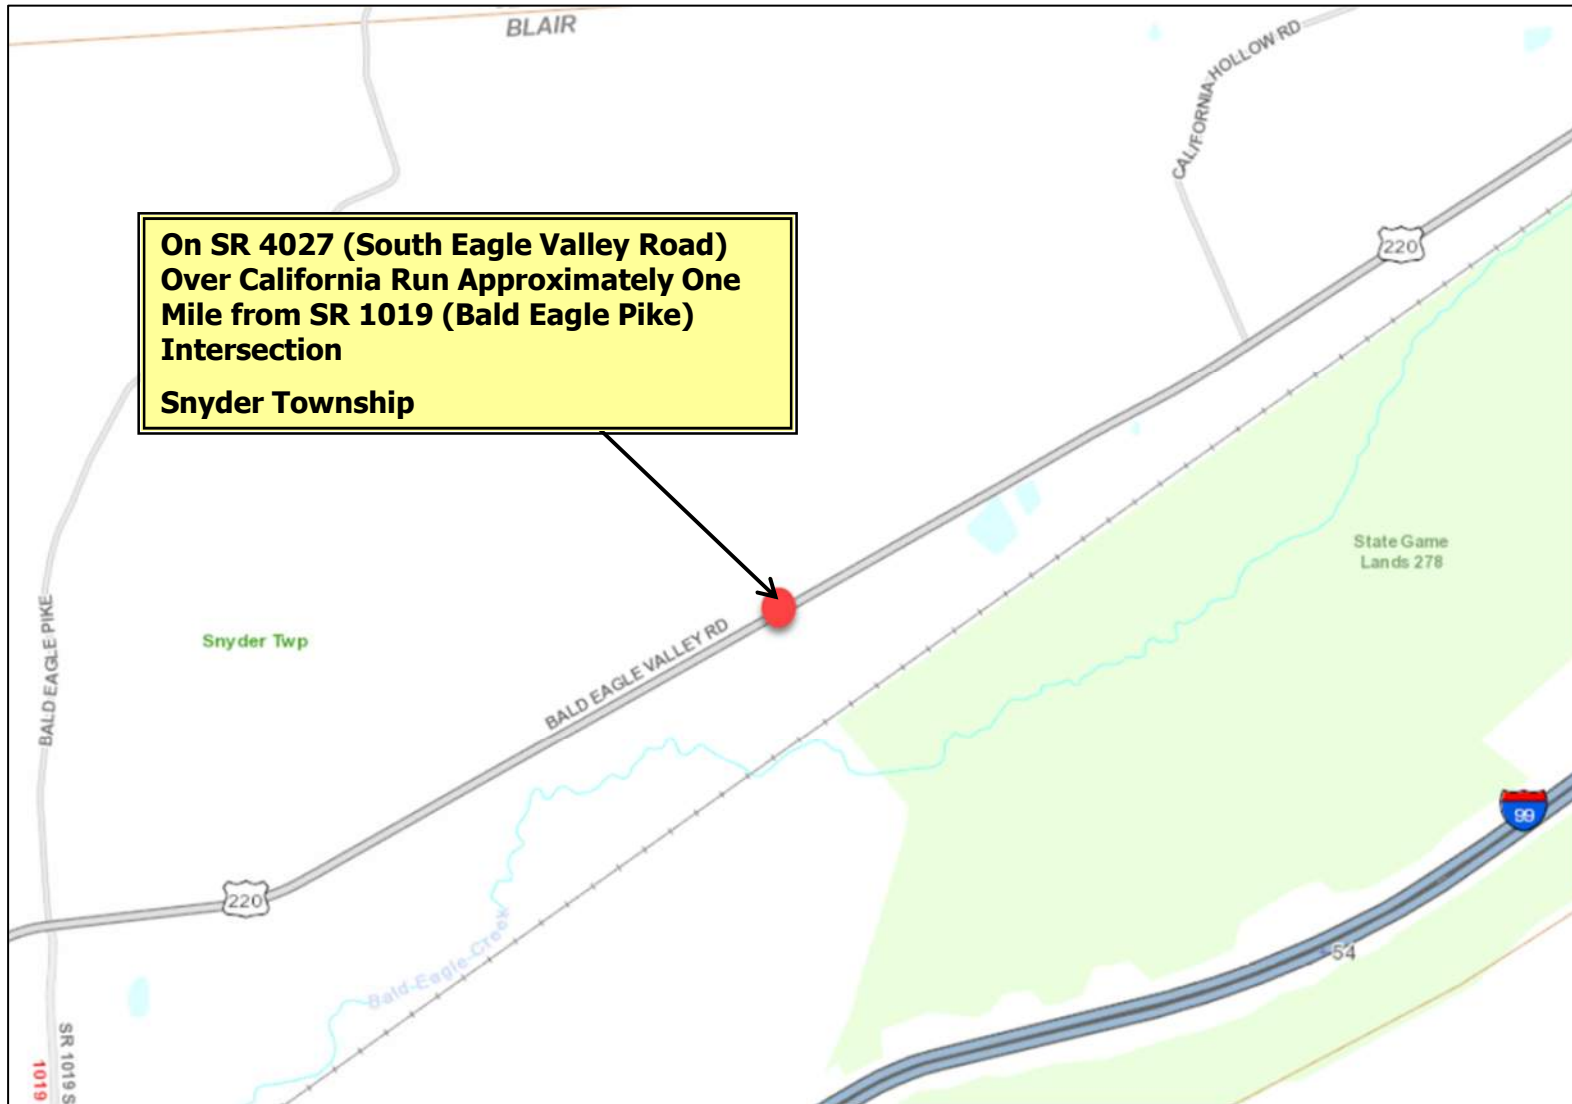 BLAIR
CALIFORNIA HOLLOW RD
220
On SR 4027 (South Eagle Valley Road)
Over California Run Approximately One
Mile from SR 1019 (Bald Eagle Pike)
Intersection
Snyder Township
State Game
Lands 278
BALD EAGLE PIKE
Snyder Twp
BALD EAGLE VALLEY RD
99
220
Bald Eagle Creek
54
SR 1019 S
1019